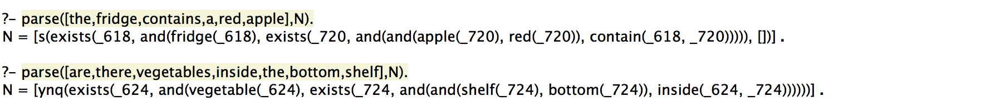 ?- parse([the,fridge,contains,a,red,apple],N).
N = [s(exists(_618, and(fridge(_618), exists(_720, and(and(apple(_720), red(_720)), contain(_618, _720))))), [])] .
?- parse([are,there,vegetables,inside,the,bottom,shelf],N).
N = [ynq(exists(_624, and(vegetable(_624), exists(_724, and(and(shelf(_724), bottom(_724)), inside(_624, _724))))))] .